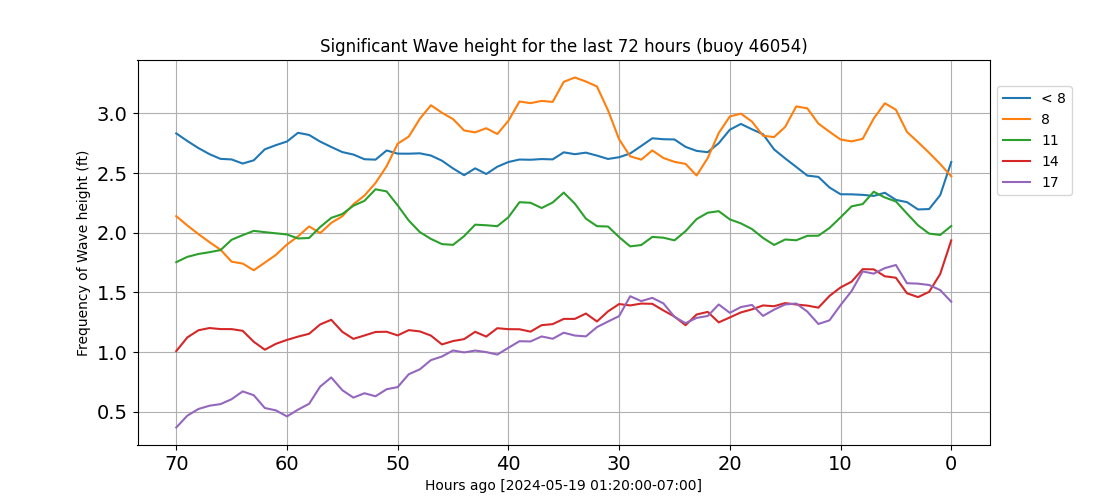 Significant Wave height for the last 72 hours (buoy 46054)
Frequency of Wave height (ft)
3.0
2.5
2.0
1.5
1.0
0.5
70 60 50 40 30 20 10 0
Hours ago [2024-05-19 01:20:00-07:00]
< 8
8
11
14
17